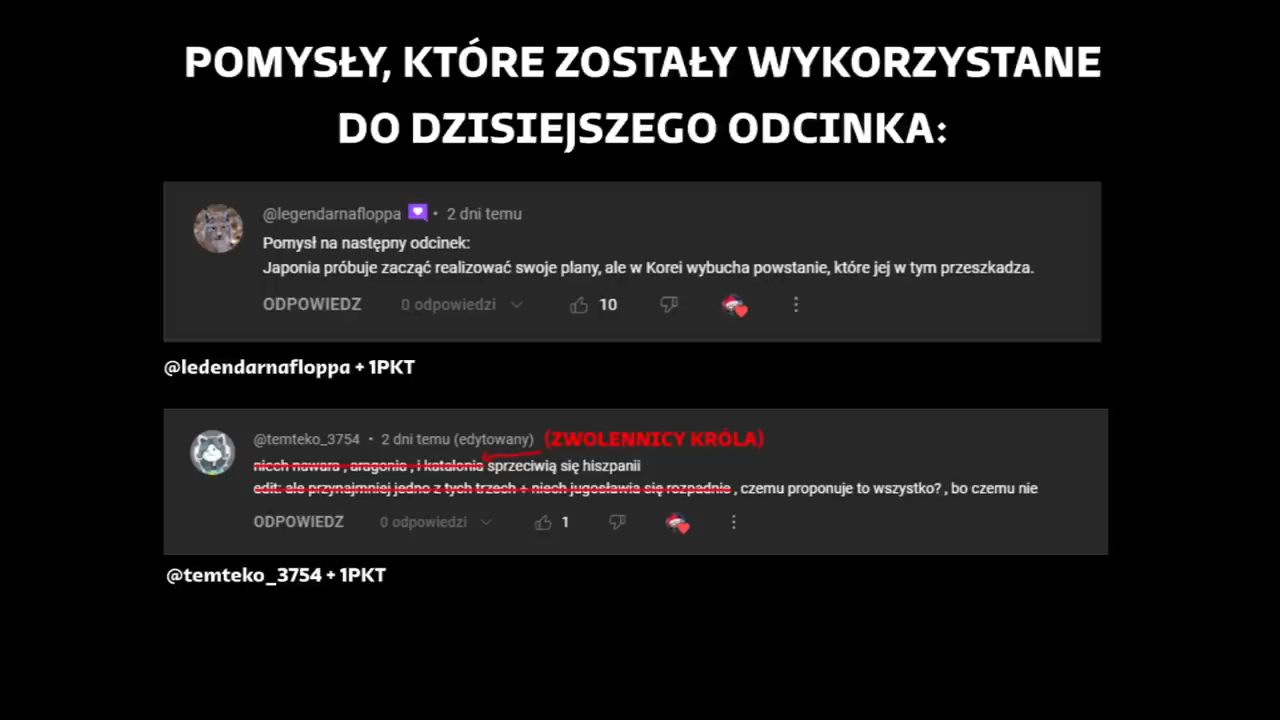 POMYSŁY, KTÓRE ZOSTAŁY WYKORZYSTANE
DO DZISIEJSZEGO ODCINKA:
@legendarnafloppa • 2 dni temu
Pomysł na następny odcinek:
Japonia próbuje zacząć realizować swoje plany, ale w Korei wybucha powstanie, które jej w tym przeszkadza.
ODPOWIEDZ 0 odpowiedzi 10
@ledendarnafloppa + 1PKT
@temteko_3754 • 2 dni temu (edytowany) (ZWOLENNICY KRÓLA)
niech nawara , aragonia , i katalonia sprzeciwią się hiszpanii
edit: ale przynajmniej jedno z tych trzech + niech jugosławia się rozpadnie , czemu proponuje to wszystko? , bo czemu nie
ODPOWIEDZ 0 odpowiedzi 1
@temteko_3754 + 1PKT